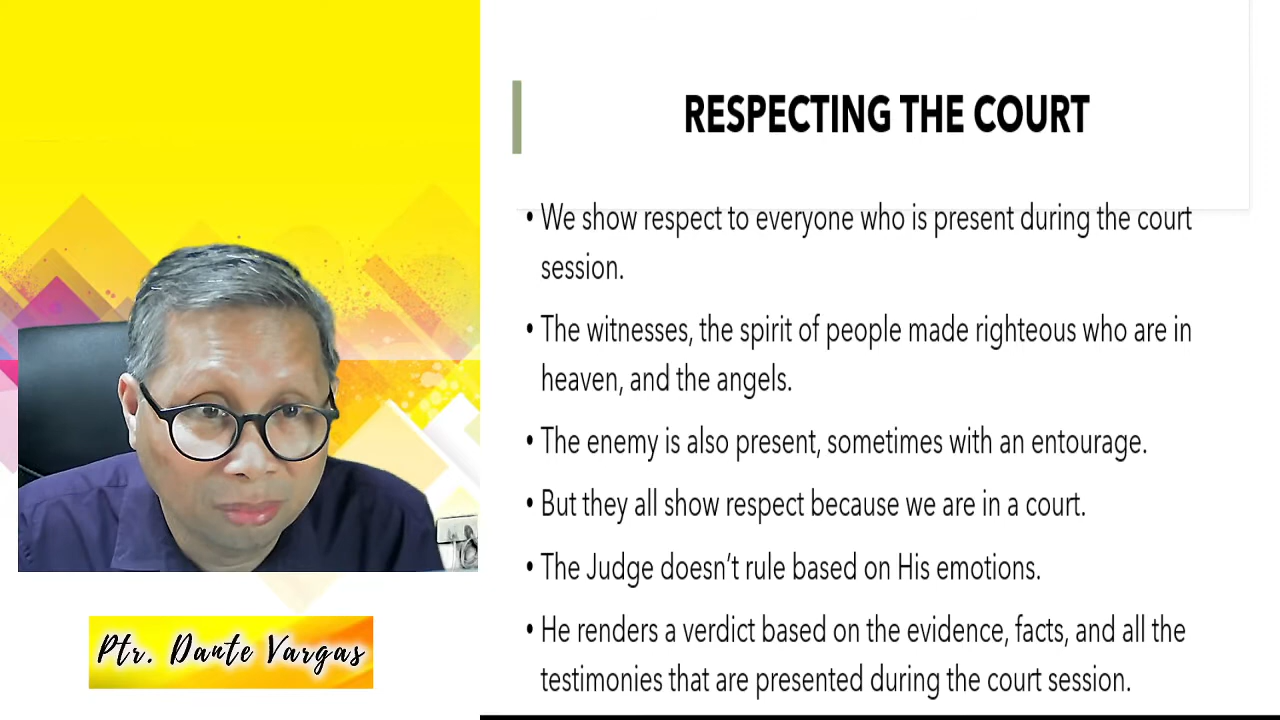 RESPECTING THE COURT
• We show respect to everyone who is present during the court
session.
• The witnesses, the spirit of people made righteous who are in
heaven, and the angels.
• The enemy is also present, sometimes with an entourage.
• But they all show respect because we are in a court.
• The Judge doesn’t rule based on His emotions.
• He renders a verdict based on the evidence, facts, and all the
testimonies that are presented during the court session.
Ptr. Dante Vargas